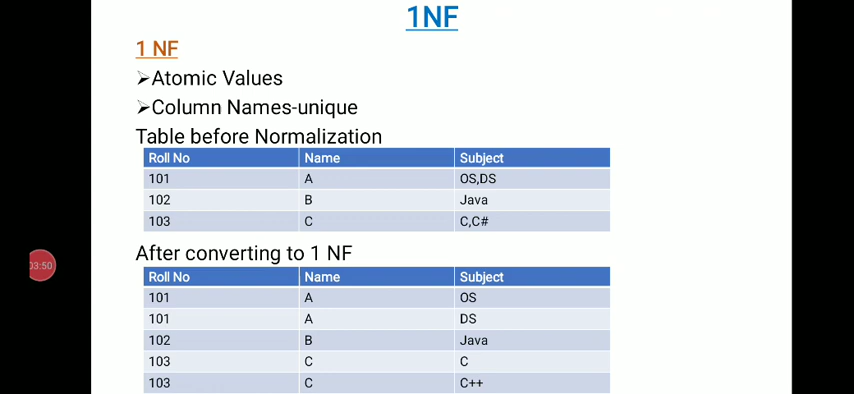 1NF
1 NF
➢Atomic Values
➢Column Names-unique
Table before Normalization
Roll No Name Subject
101 A OS,DS
102 B Java
103 C C,C#
After converting to 1 NF
03:50
Roll No Name Subject
101 A OS
101 A DS
102 B Java
103 C C
103 C C++